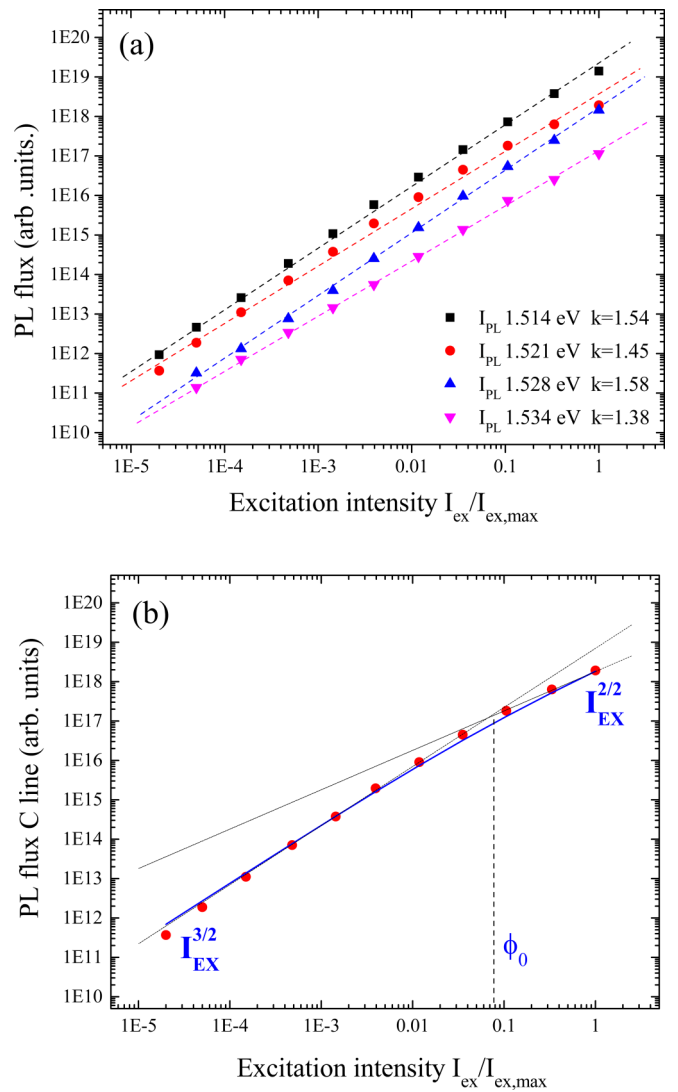 (a)
1E20
1E19
1E18
1E17
1E16
1E15
1E14
1E13
1E12
1E11
1E10
PL flux (arb .units.)
I_PL 1.514 eV k=1.54
I_PL 1.521 eV k=1.45
I_PL 1.528 eV k=1.58
I_PL 1.534 eV k=1.38
1E-5 1E-4 1E-3 0.01 0.1 1
Excitation intensity I_ex/I_ex,max
(b)
1E20
1E19
1E18
1E17
1E16
1E15
1E14
1E13
1E12
1E11
1E10
PL flux C line (arb. units)
I_EX^2/2
I_EX^3/2
ϕ_0
1E-5 1E-4 1E-3 0.01 0.1 1
Excitation intensity I_ex/I_ex,max